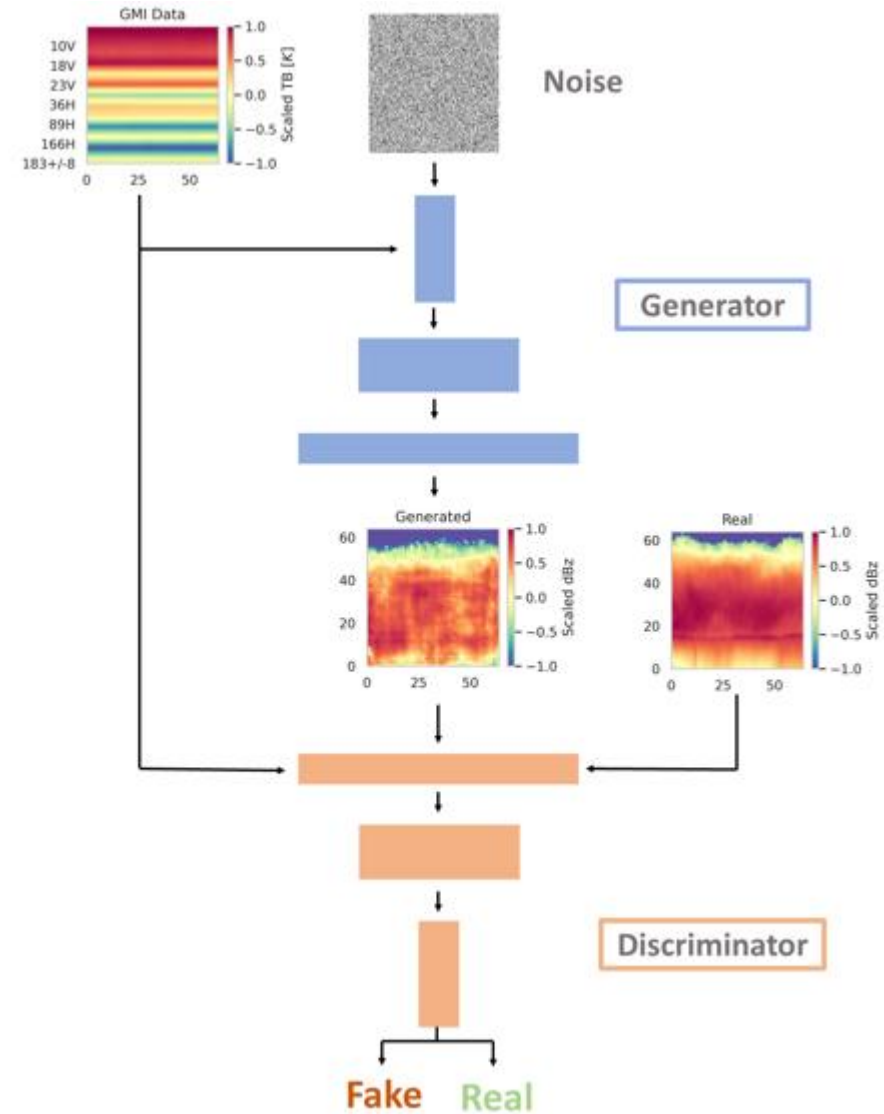 GMI Data
10V
18V
23V
36H
89H
166H
183+/-8
0 25 50
1.0
0.5
0.0
−0.5
−1.0
Scaled TB [K]
Noise
Generator
Generated
60
40
20
0
0 25 50
1.0
0.5
0.0
−0.5
−1.0
Scaled dBz
Real
60
40
20
0
0 25 50
1.0
0.5
0.0
−0.5
−1.0
Scaled dBz
Discriminator
Fake Real